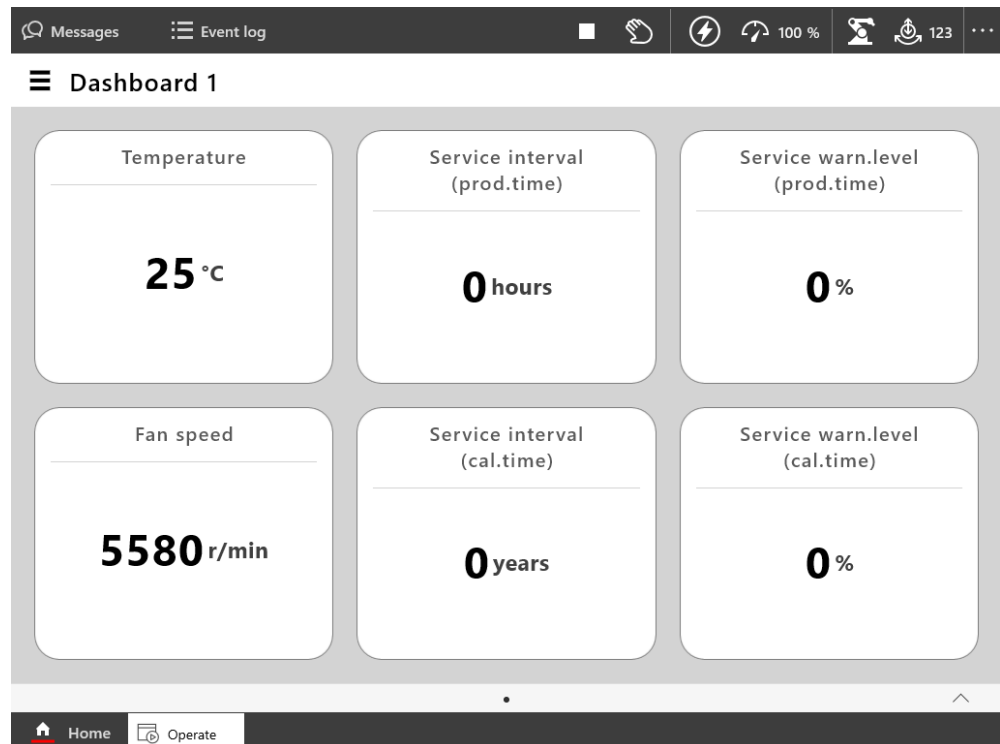 Messages
Event log
100 %
123
Dashboard 1
Temperature
25 °C
Service interval
(prod.time)
0 hours
Service warn.level
(prod.time)
0 %
Fan speed
5580 r/min
Service interval
(cal.time)
0 years
Service warn.level
(cal.time)
0 %
Home
Operate